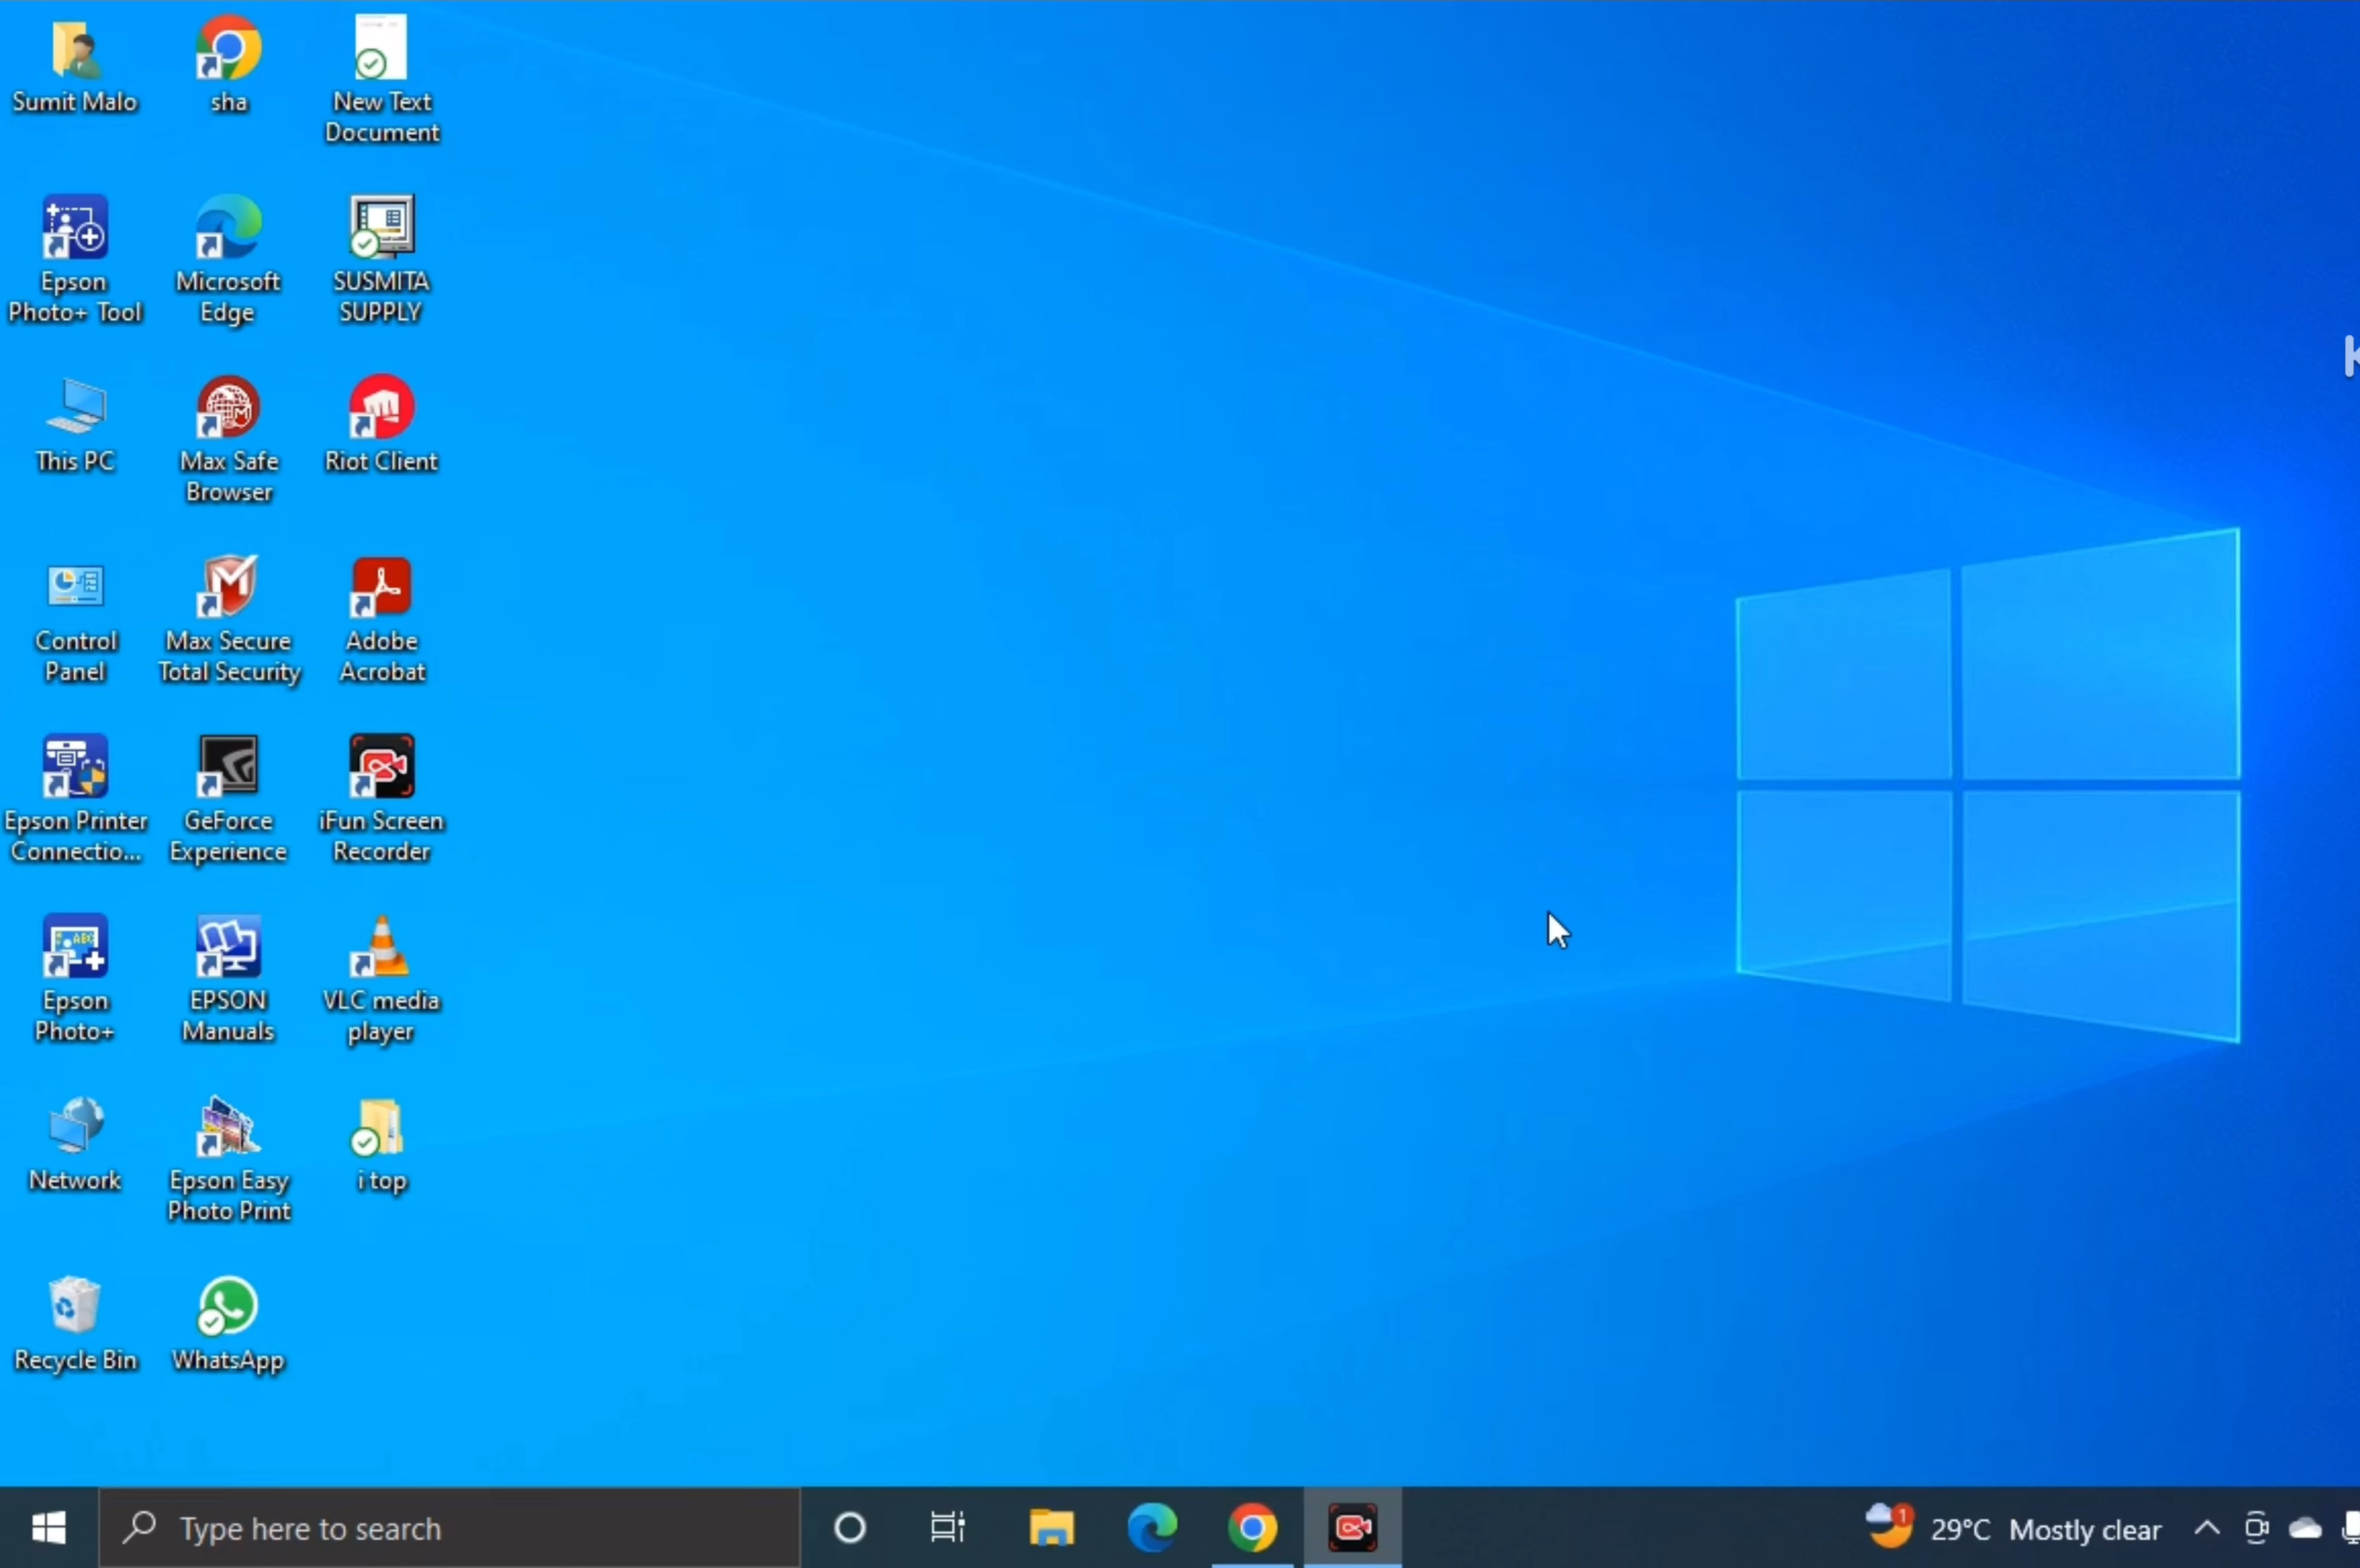 Sumit Malo
sha
New Text
Document
Epson
Photo+ Tool
Microsoft
Edge
SUSMITA
SUPPLY
This PC
Max Safe
Browser
Riot Client
Control
Panel
Max Secure
Total Security
Adobe
Acrobat
Epson Printer
Connectio...
GeForce
Experience
iFun Screen
Recorder
Epson
Photo+
EPSON
Manuals
VLC media
player
Network
Epson Easy
Photo Print
i top
Recycle Bin
WhatsApp
Type here to search
1
29°C Mostly clear